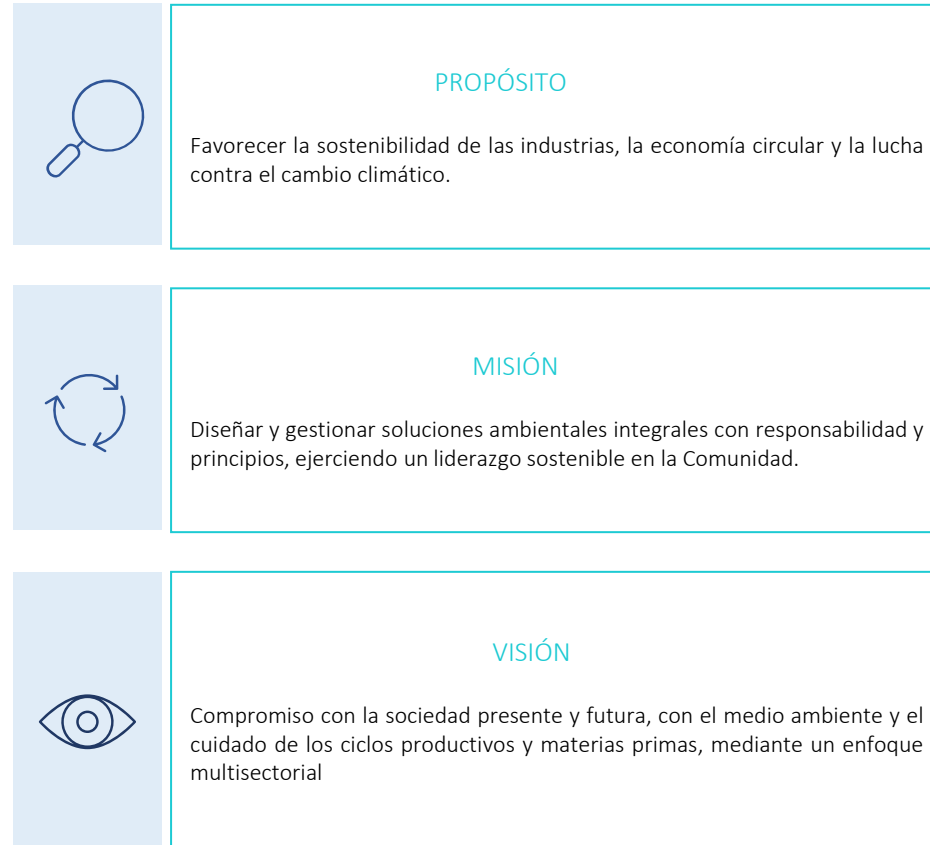 PROPÓSITO
Favorecer la sostenibilidad de las industrias, la economía circular y la lucha
contra el cambio climático.
MISIÓN
Diseñar y gestionar soluciones ambientales integrales con responsabilidad y
principios, ejerciendo un liderazgo sostenible en la Comunidad.
VISIÓN
Compromiso con la sociedad presente y futura, con el medio ambiente y el
cuidado de los ciclos productivos y materias primas, mediante un enfoque
multisectorial